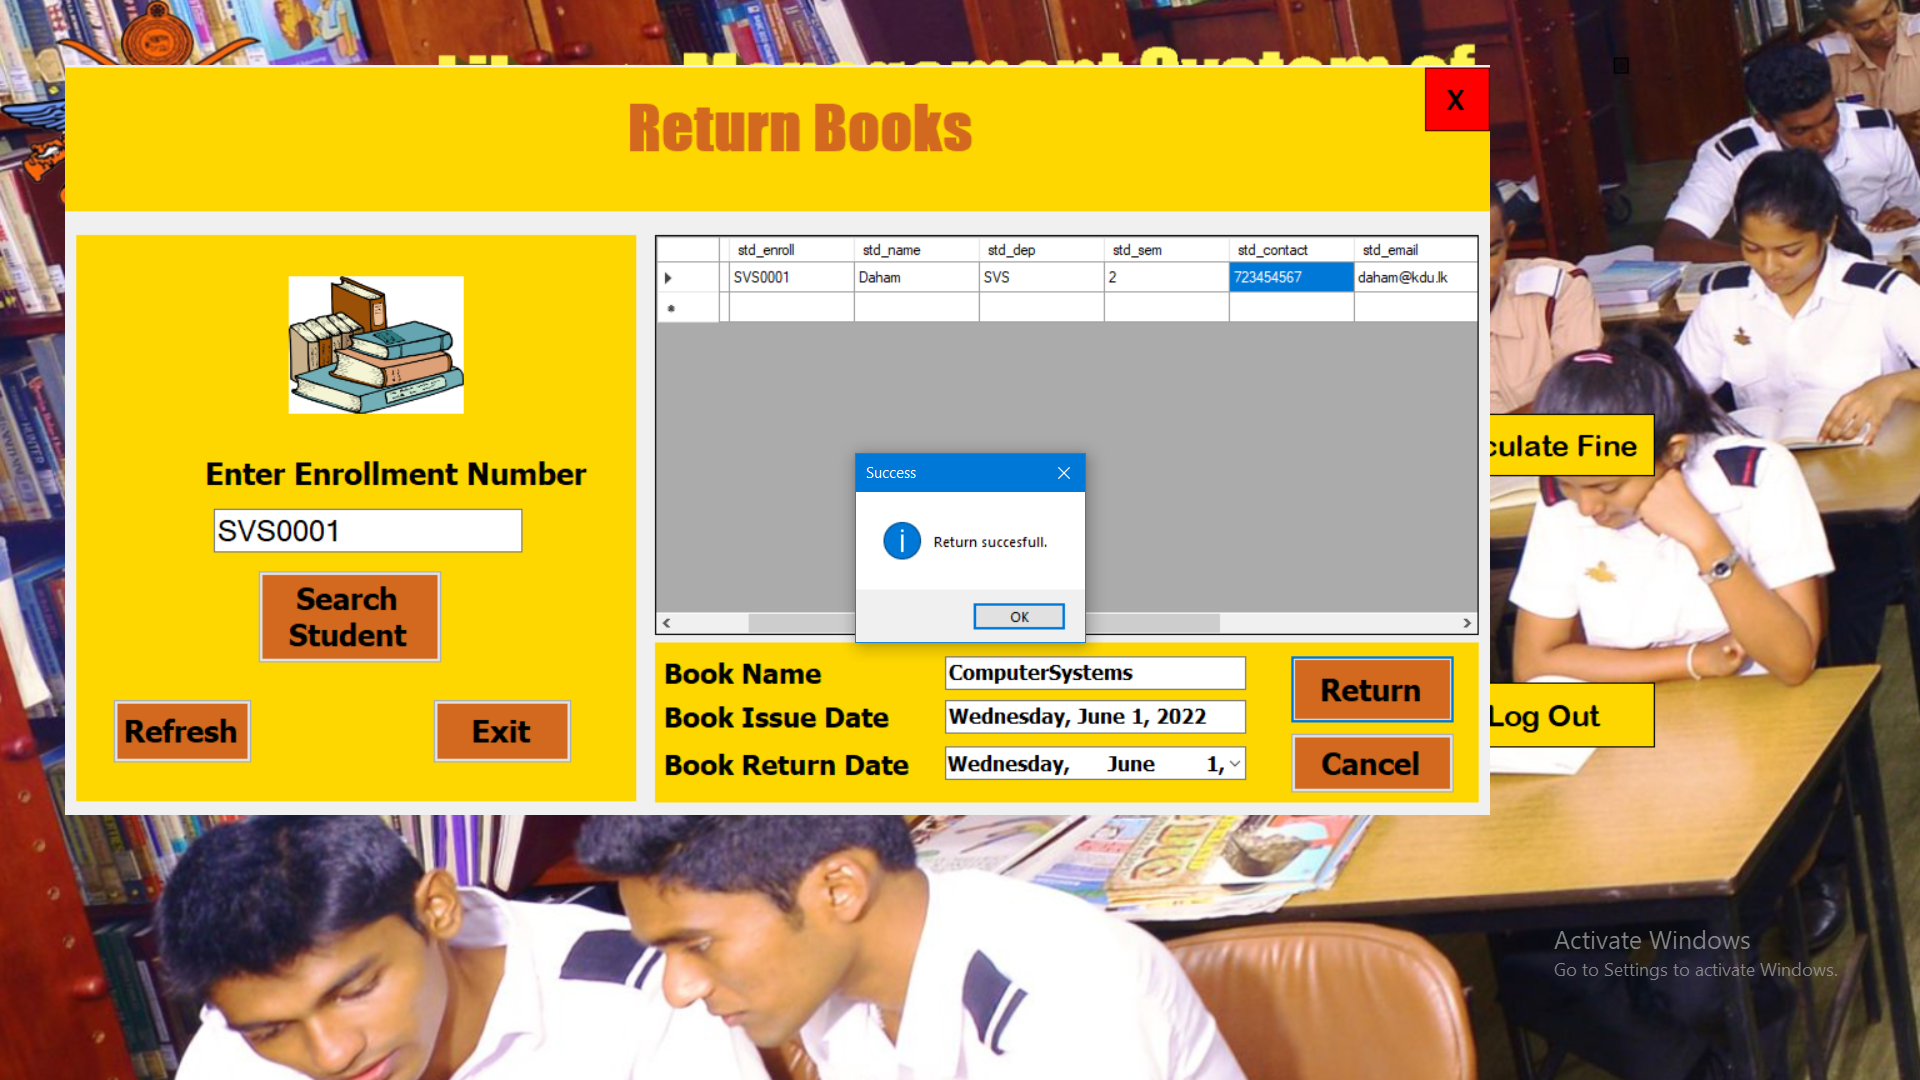 Management System of
Return Books
X
std_enroll std_name std_dep std_sem std_contact std_email
SVS0001 Daham SVS 2 723454567 daham@kdu.lk
Enter Enrollment Number
SVS0001
Search
Student
Refresh
Exit
Success
Return succesfull.
OK
Book Name ComputerSystems
Book Issue Date Wednesday, June 1, 2022
Book Return Date Wednesday, June 1,
Return
Cancel
culate Fine
Log Out
Activate Windows
Go to Settings to activate Windows.